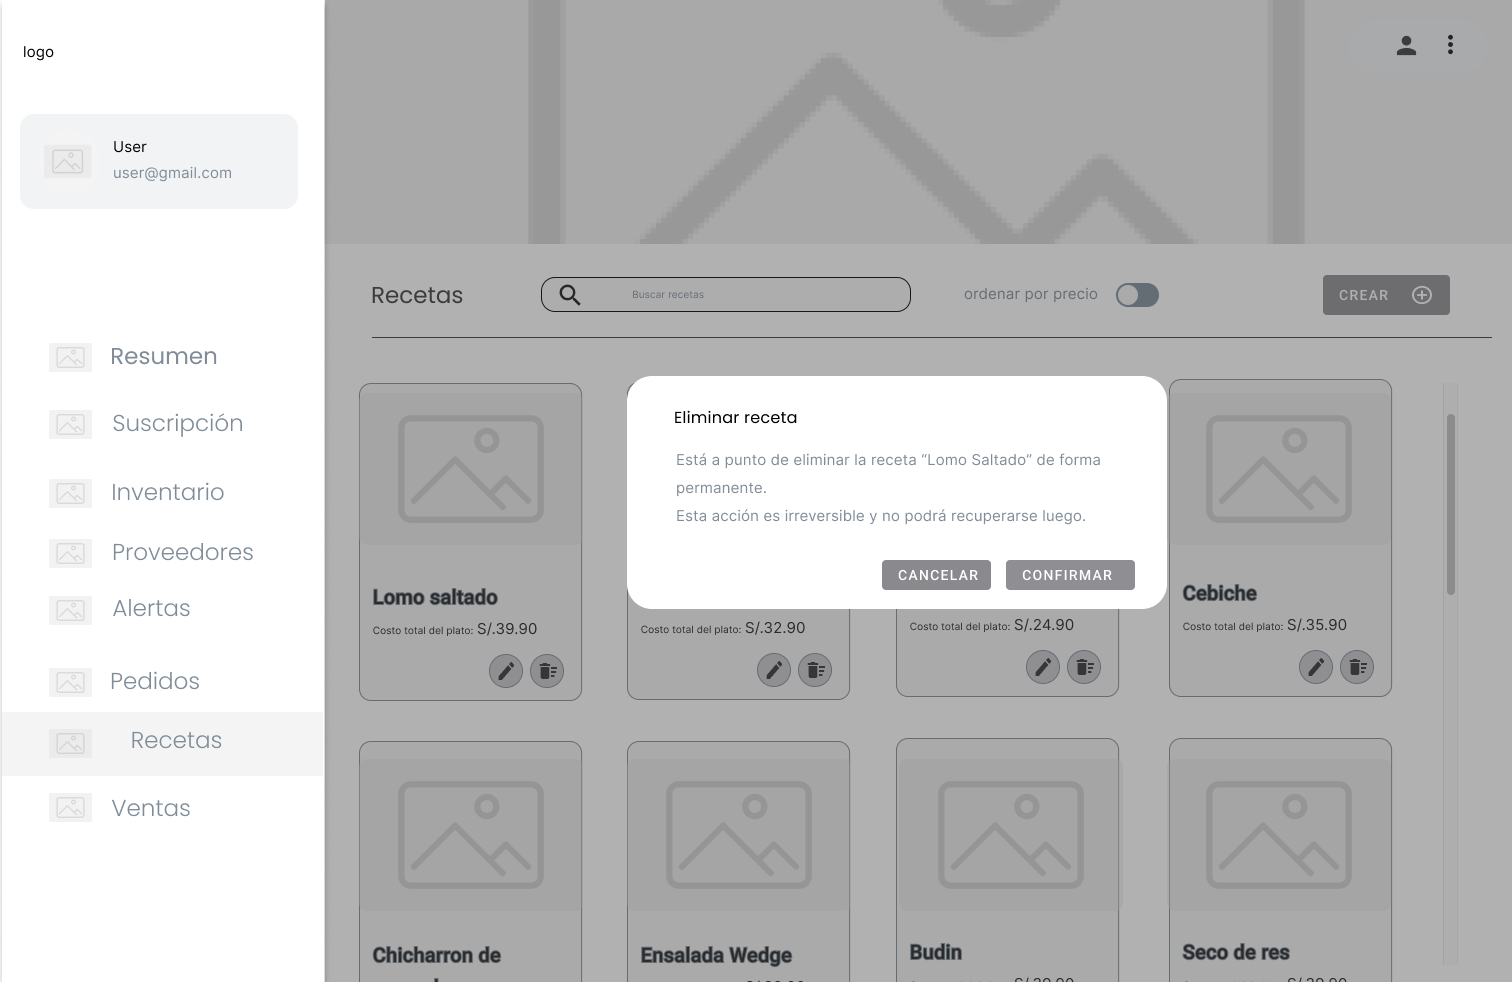 logo
User
user@gmail.com
Resumen
Suscripción
Inventario
Proveedores
Alertas
Pedidos
Recetas
Ventas
Recetas
Buscar recetas
ordenar por precio
CREAR
Eliminar receta
Está a punto de eliminar la receta “Lomo Saltado” de forma
permanente.
Esta acción es irreversible y no podrá recuperarse luego.
CANCELAR
CONFIRMAR
Lomo saltado
Costo total del plato: S/.39.90
Costo total del plato: S/.32.90
Costo total del plato: S/.24.90
Cebiche
Costo total del plato: S/.35.90
Chicharron de
Ensalada Wedge
Budin
Seco de res